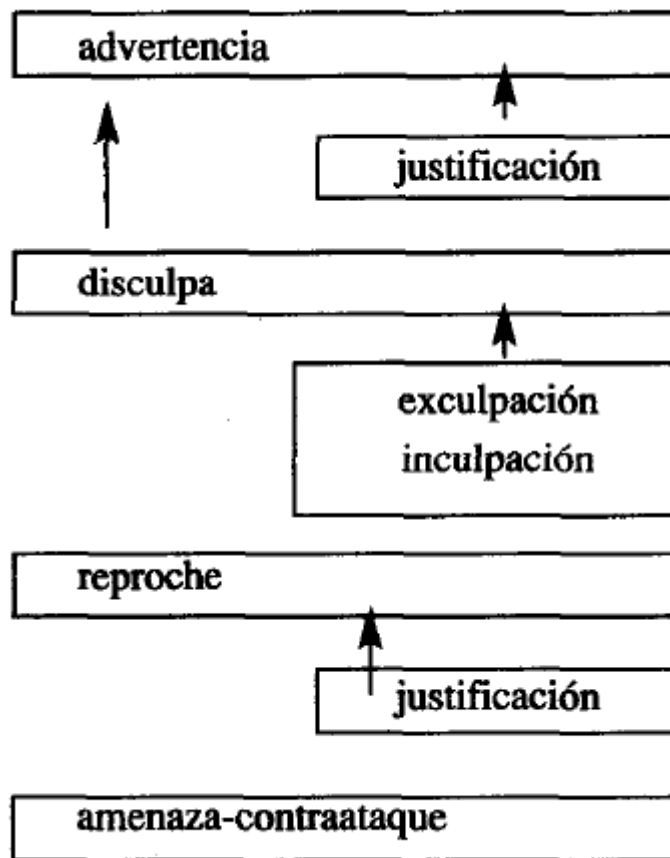 advertencia
justificación
disculpa
exculpación
inculpación
reproche
justificación
amenaza-contraataque